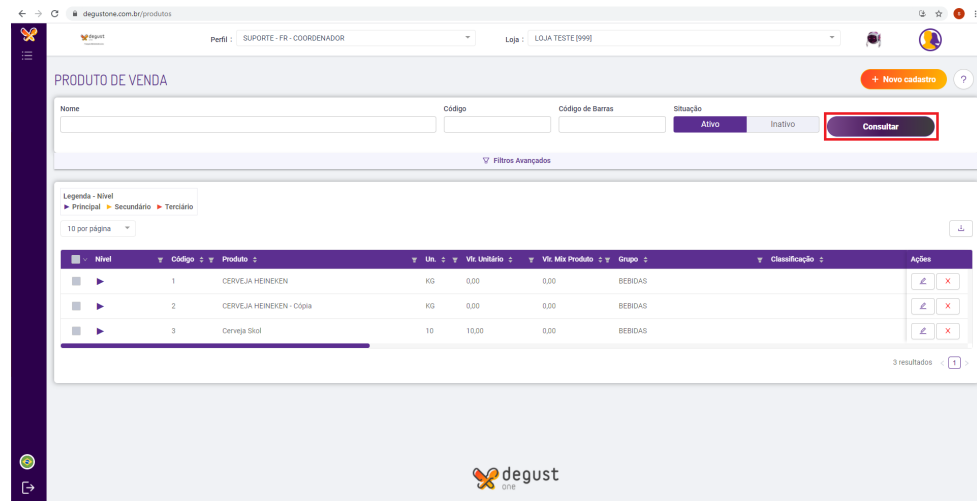 degustone.com.br/produtos
degust
Perfil : SUPORTE - FR - COORDENADOR
Loja : LOJA TESTE [999]
PRODUTO DE VENDA
+ Novo cadastro
?
Nome
Código
Código de Barras
Situação
Ativo
Inativo
Consultar
Filtros Avançados
Legenda - Nível
Principal Secundário Terciário
10 por página
Nível Código Produto Un. Vlr. Unitário Vlr. Mix Produto Grupo Classificação Ações
1 CERVEJA HEINEKEN KG 0,00 0,00 BEBIDAS
2 CERVEJA HEINEKEN - Cópia KG 0,00 0,00 BEBIDAS
3 Cerveja Skol 10 10,00 0,00 BEBIDAS
3 resultados < 1 >
degust
one